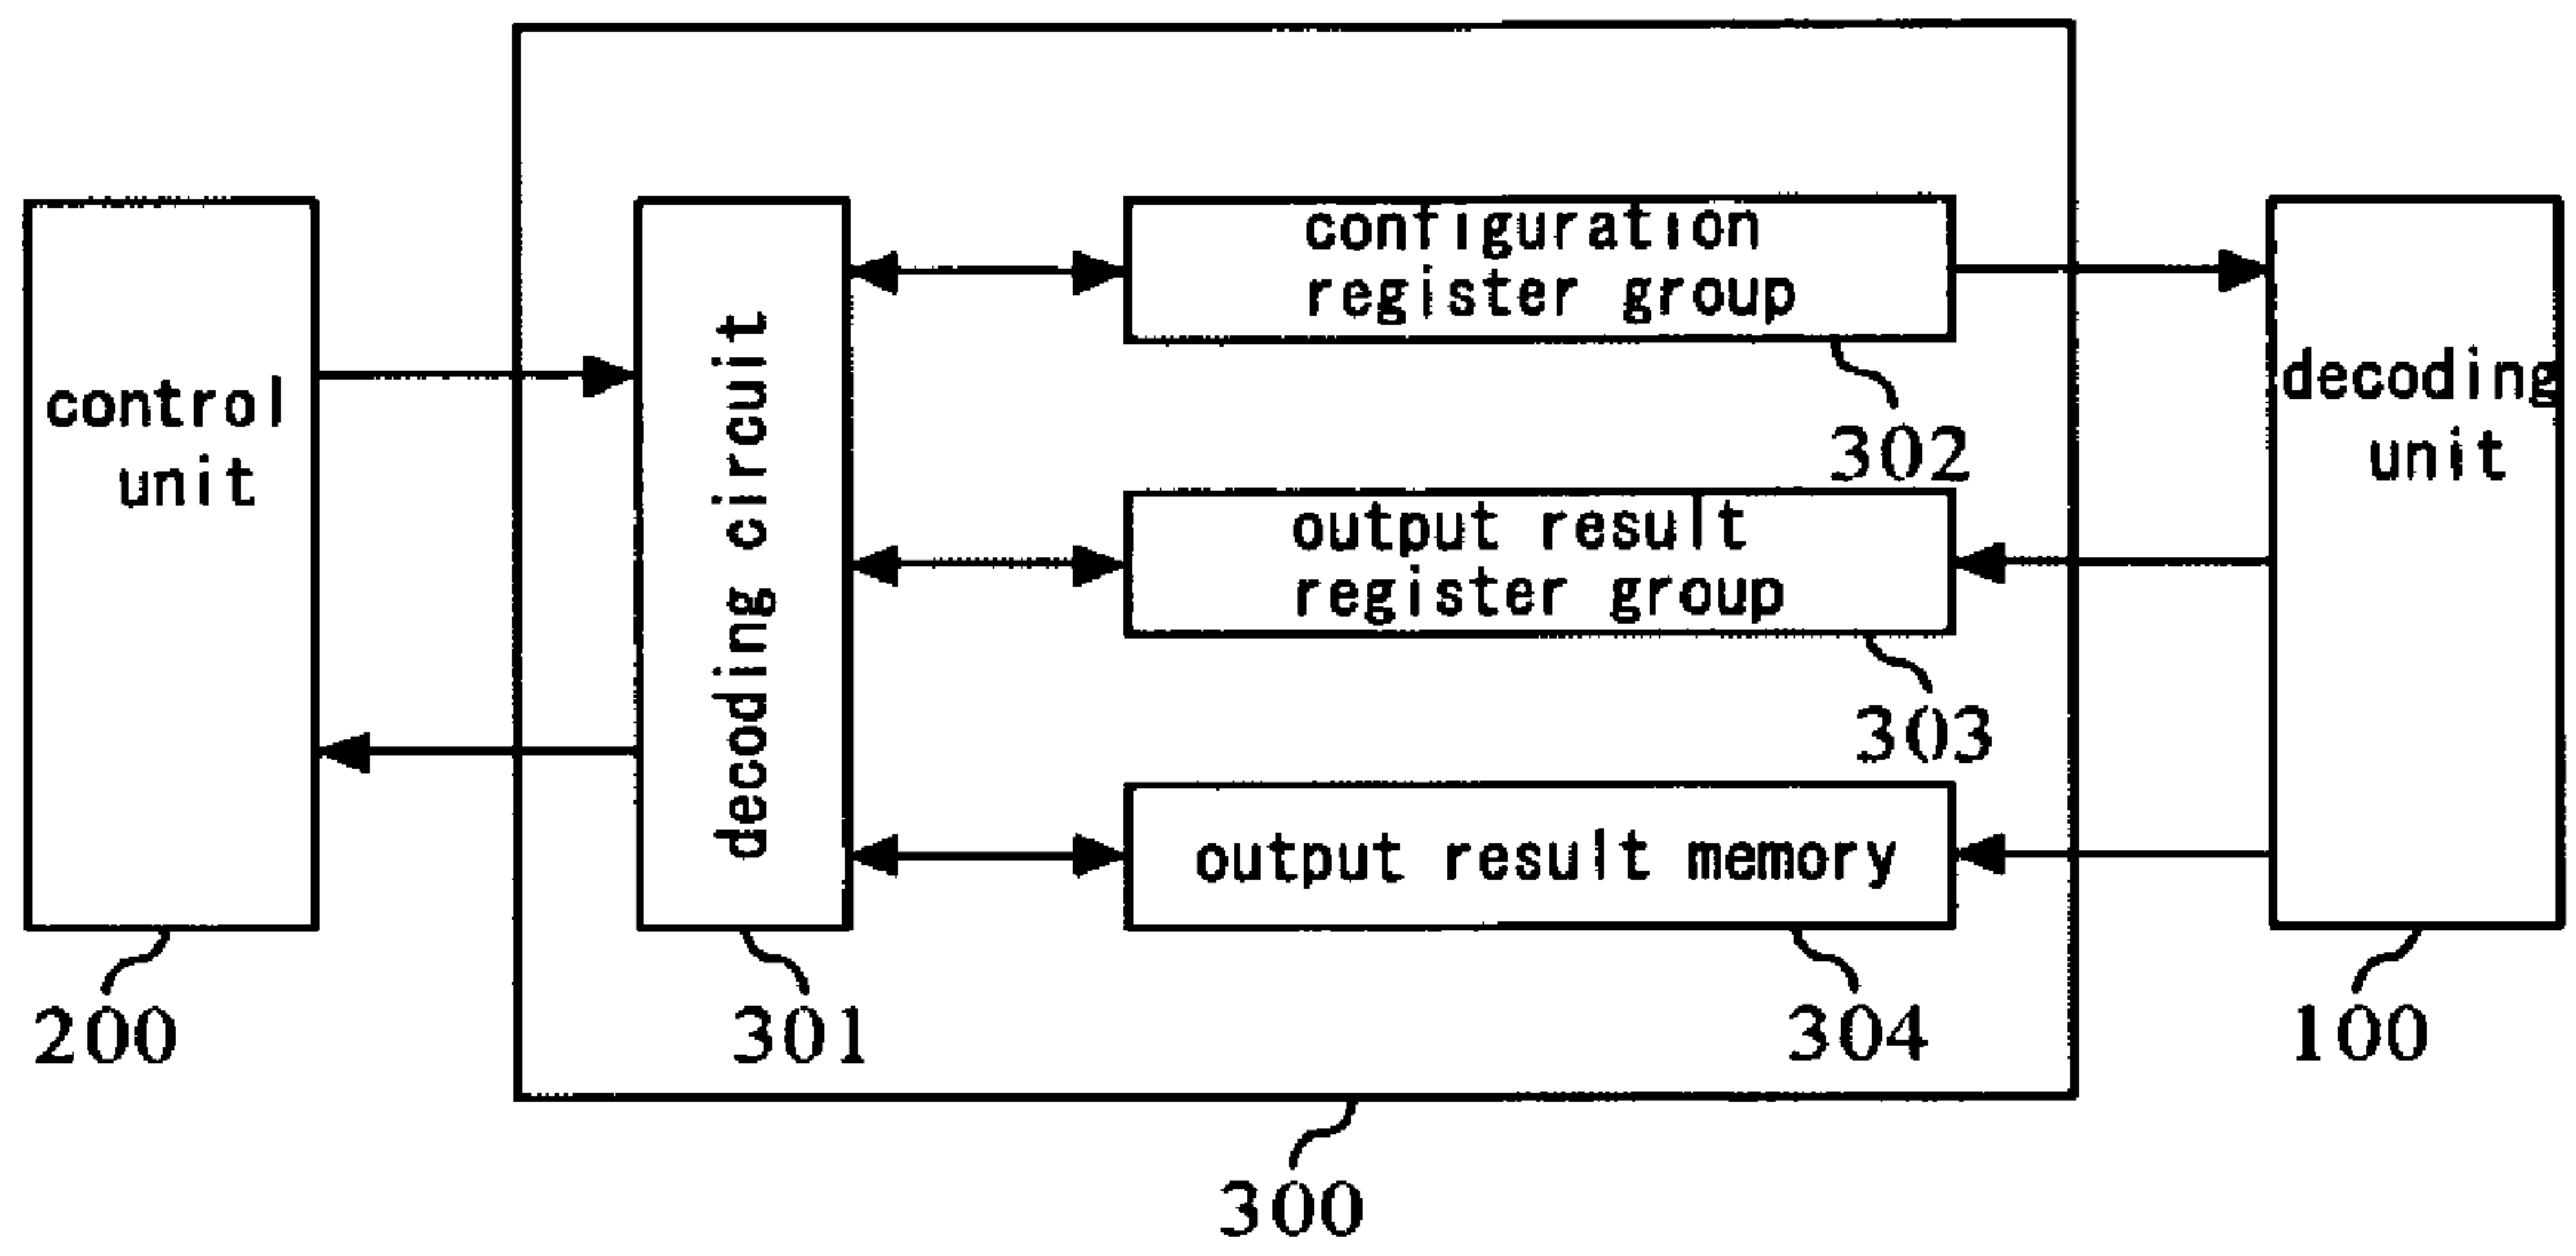 control
unit
200
decoding circuit
301
configuration
register group
302
output result
register group
303
output result memory
304
decoding
unit
100
300